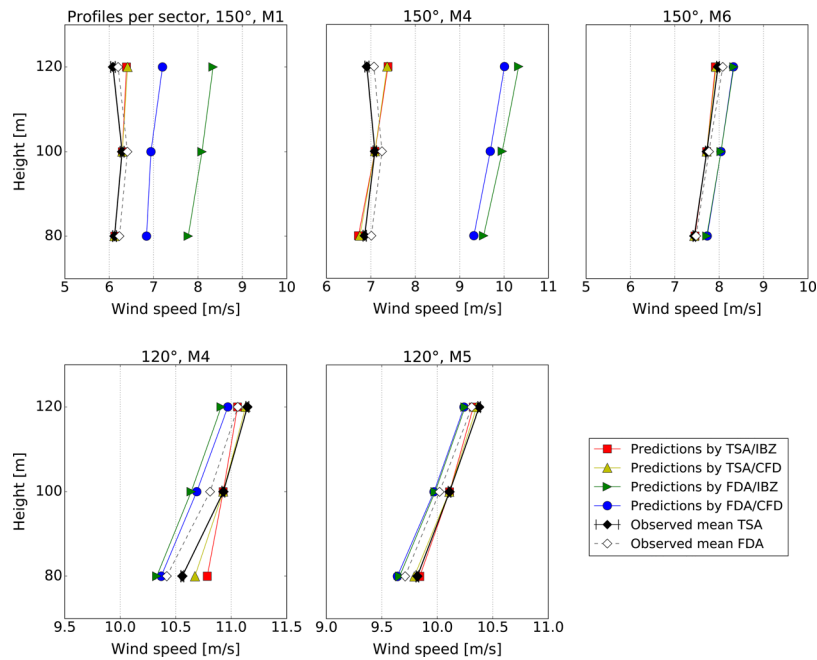 Profiles per sector, 150°, M1
150°, M4
150°, M6
120
100
80
Height [m]
5 6 7 8 9 10
6 7 8 9 10 11
5 6 7 8 9 10
Wind speed [m/s]
Wind speed [m/s]
Wind speed [m/s]
120°, M4
120°, M5
120
100
80
Height [m]
9.5 10.0 10.5 11.0 11.5
9.0 9.5 10.0 10.5 11.0
Wind speed [m/s]
Wind speed [m/s]
Predictions by TSA/IBZ
Predictions by TSA/CFD
Predictions by FDA/IBZ
Predictions by FDA/CFD
Observed mean TSA
Observed mean FDA